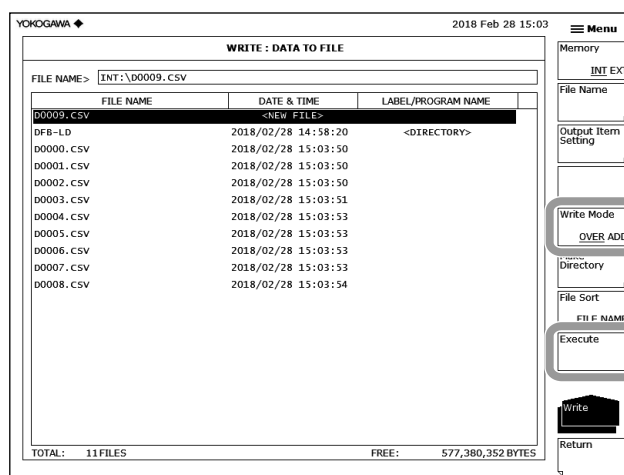 YOKOGAWA 2018 Feb 28 15:03
Menu
WRITE : DATA TO FILE
FILE NAME> INT:\D0009.CSV
FILE NAME DATE & TIME LABEL/PROGRAM NAME
D0009.CSV <NEW FILE>
DFB-LD 2018/02/28 14:58:20 <DIRECTORY>
D0000.CSV 2018/02/28 15:03:50
D0001.CSV 2018/02/28 15:03:50
D0002.CSV 2018/02/28 15:03:50
D0003.CSV 2018/02/28 15:03:51
D0004.CSV 2018/02/28 15:03:53
D0005.CSV 2018/02/28 15:03:53
D0006.CSV 2018/02/28 15:03:53
D0007.CSV 2018/02/28 15:03:53
D0008.CSV 2018/02/28 15:03:54
TOTAL: 11FILES FREE: 577,380,352 BYTES
Memory
INT EXT
File Name
Output Item
Setting
Write Mode
OVER ADD
Make
Directory
File Sort
FILE NAME
Execute
Write
Return